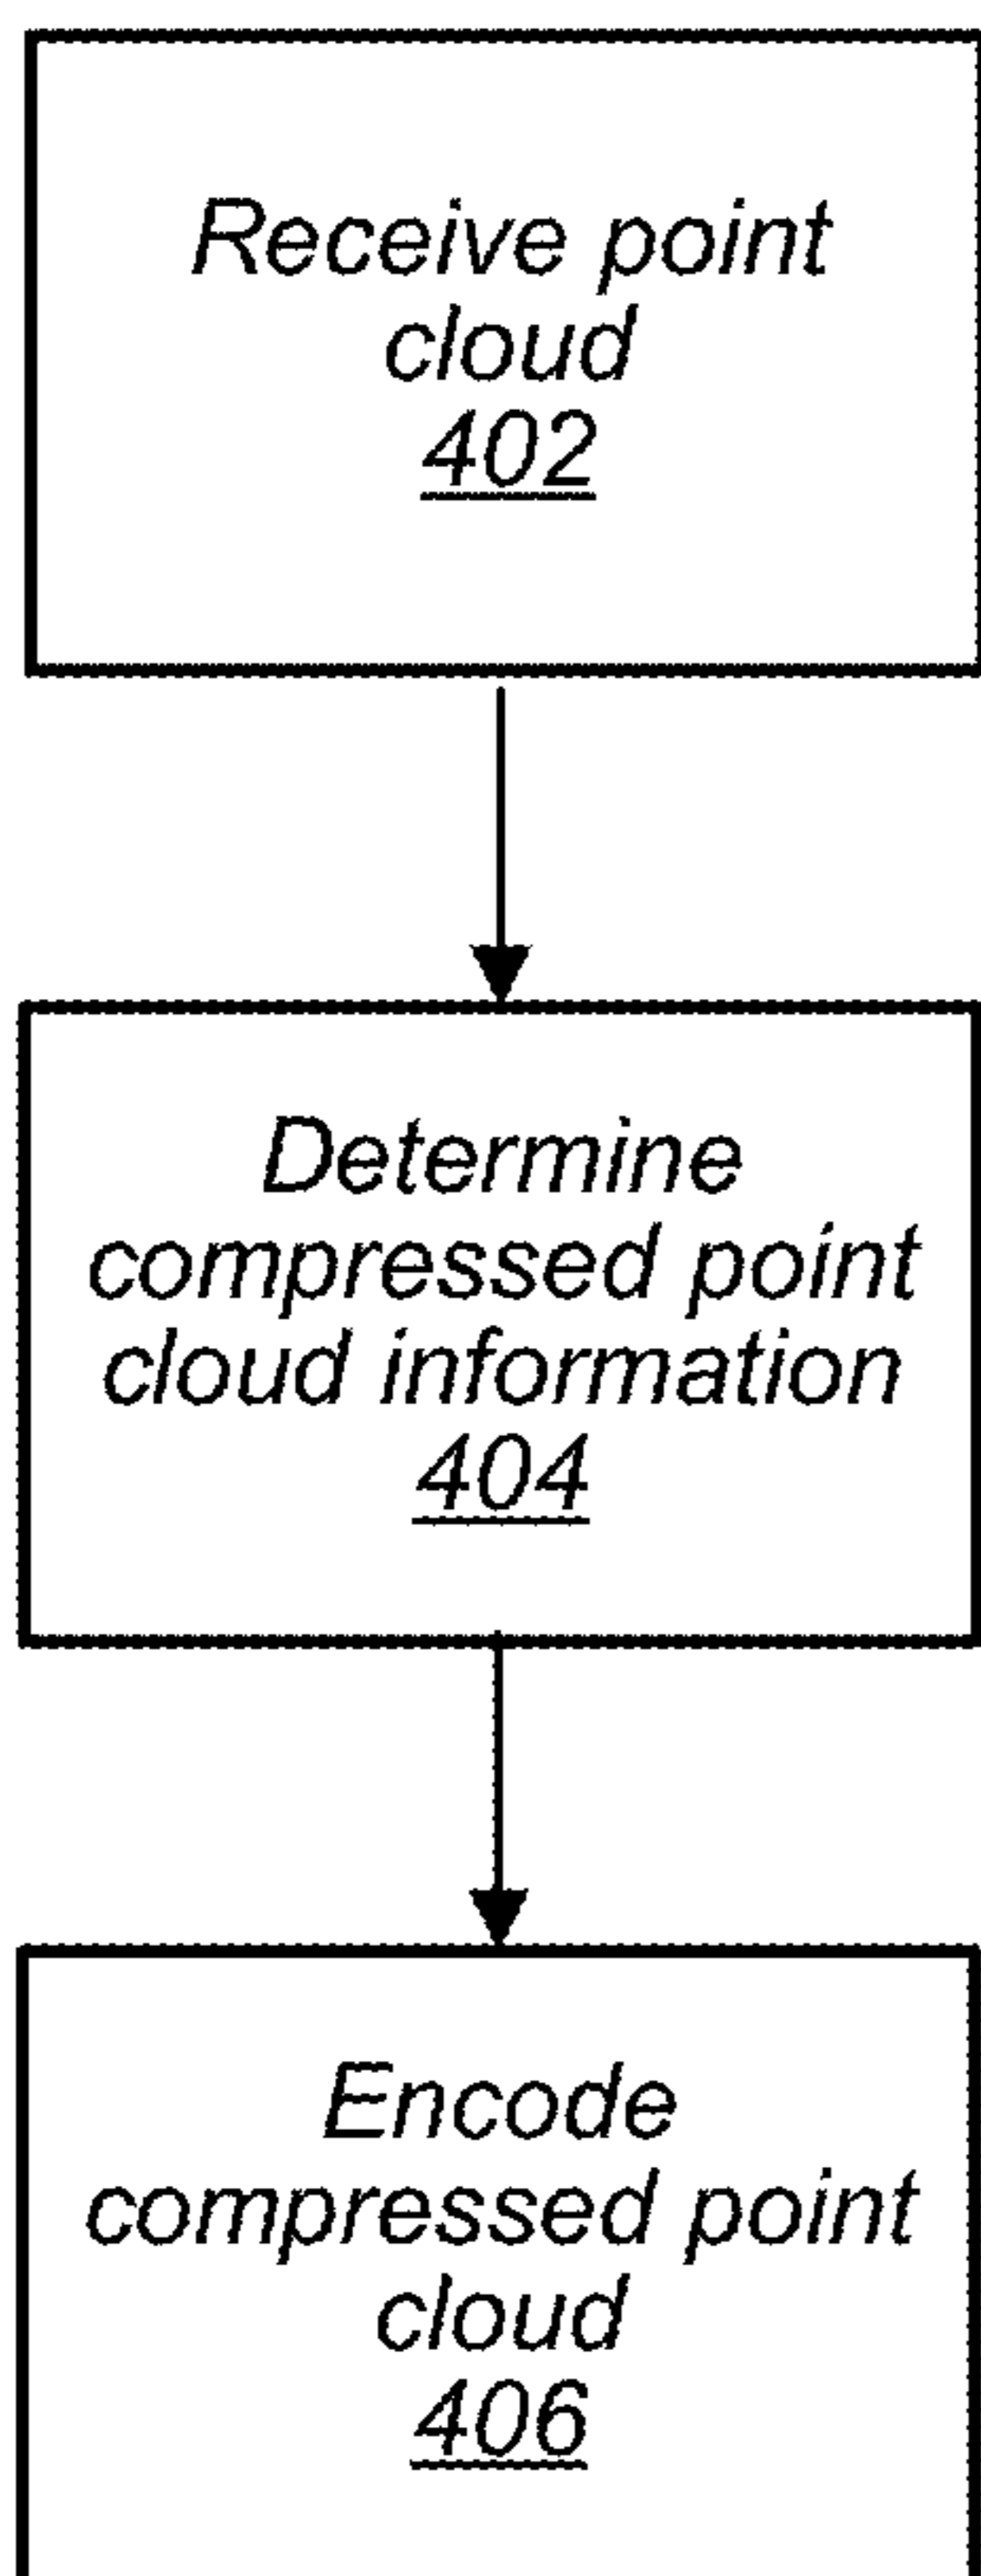 Receive point
cloud
402
Determine
compressed point
cloud information
404
Encode
compressed point
cloud
406